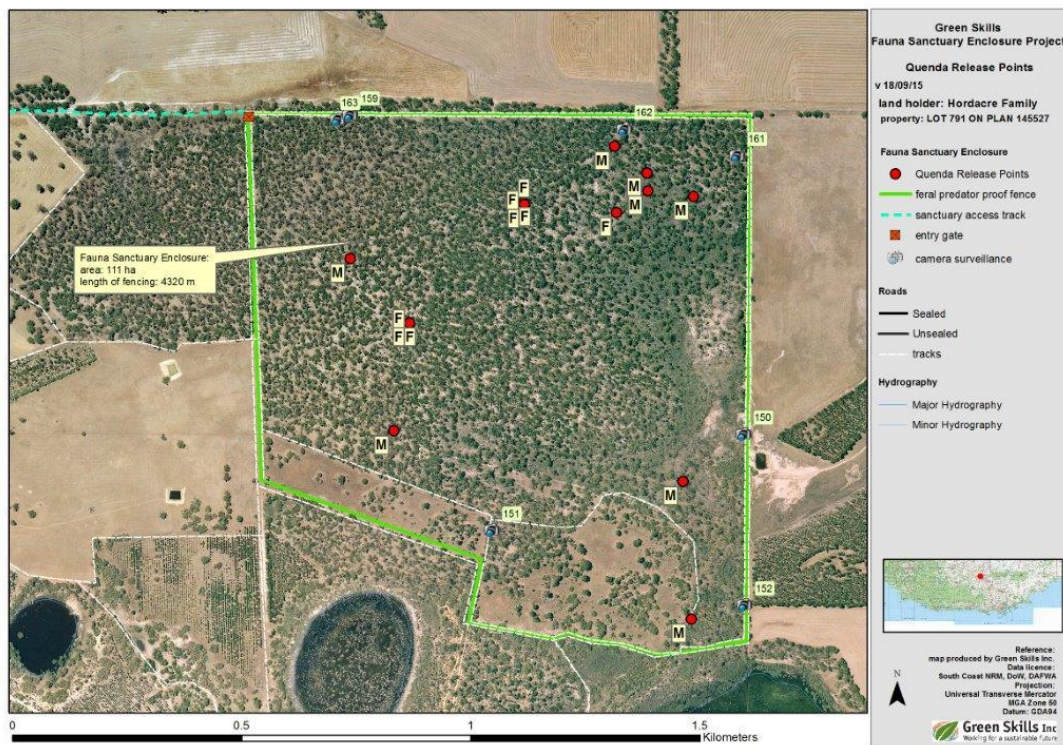 Green Skills
Fauna Sanctuary Enclosure Project
Quenda Release Points
v 18/09/15
land holder: Hordacre Family
property: LOT 791 ON PLAN 145527
Fauna Sanctuary Enclosure
Quenda Release Points
feral predator proof fence
sanctuary access track
entry gate
camera surveillance
Roads
Sealed
Unsealed
tracks
Hydrography
Major Hydrography
Minor Hydrography
N
Reference:
map produced by Green Skills Inc.
Data licence:
South Coast NRM, DoW, DAFWA
Projection:
Universal Transverse Mercator
MGA Zone 50
Datum: GDA94
Green Skills Inc
Working for a sustainable future
163 159
162
161
M
M
M
M
F
F
F F
F
Fauna Sanctuary Enclosure:
area: 111 ha
length of fencing: 4320 m
M
F
F F
M
150
M
151
152
M
0 0.5 1 1.5
Kilometers